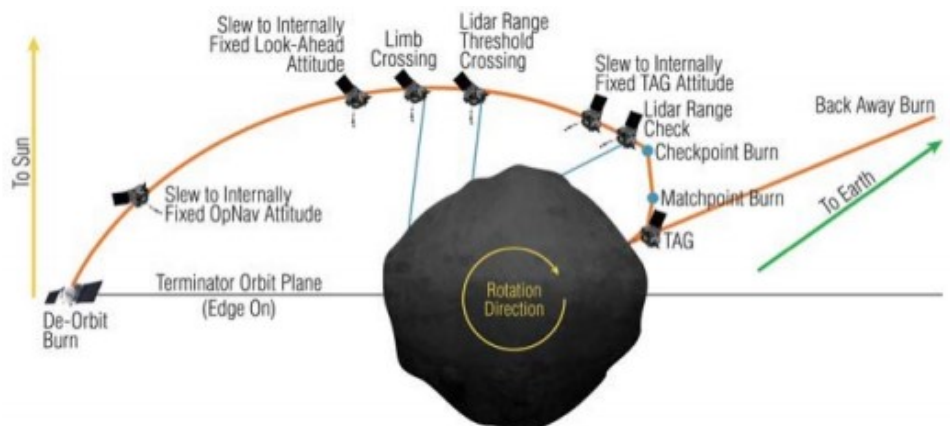 Slew to Internally
Fixed Look-Ahead
Attitude
Limb
Crossing
Lidar Range
Threshold
Crossing
Slew to Internally
Fixed TAG Attitude
Lidar Range
Check
Back Away Burn
Checkpoint Burn
To Sun
Slew to Internally
Fixed OpNav Attitude
Matchpoint Burn
To Earth
TAG
Terminator Orbit Plane
(Edge On)
Rotation
Direction
De-Orbit
Burn